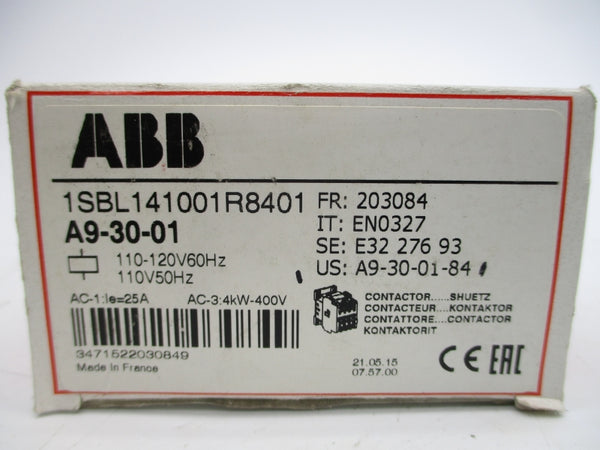 ABB
1SBL141001R8401
A9-30-01
110-120V60Hz
110V50Hz
AC-1:Ie=25A AC-3:4kW-400V
3471522030849
Made in France
FR: 203084
IT: EN0327
SE: E32 276 93
US: A9-30-01-84
CONTACTOR.....SHUETZ
CONTACTEUR...KONTAKTOR
CONTATTORE...CONTACTOR
KONTAKTORIT
21.05.15
07.57.00
CE EAC